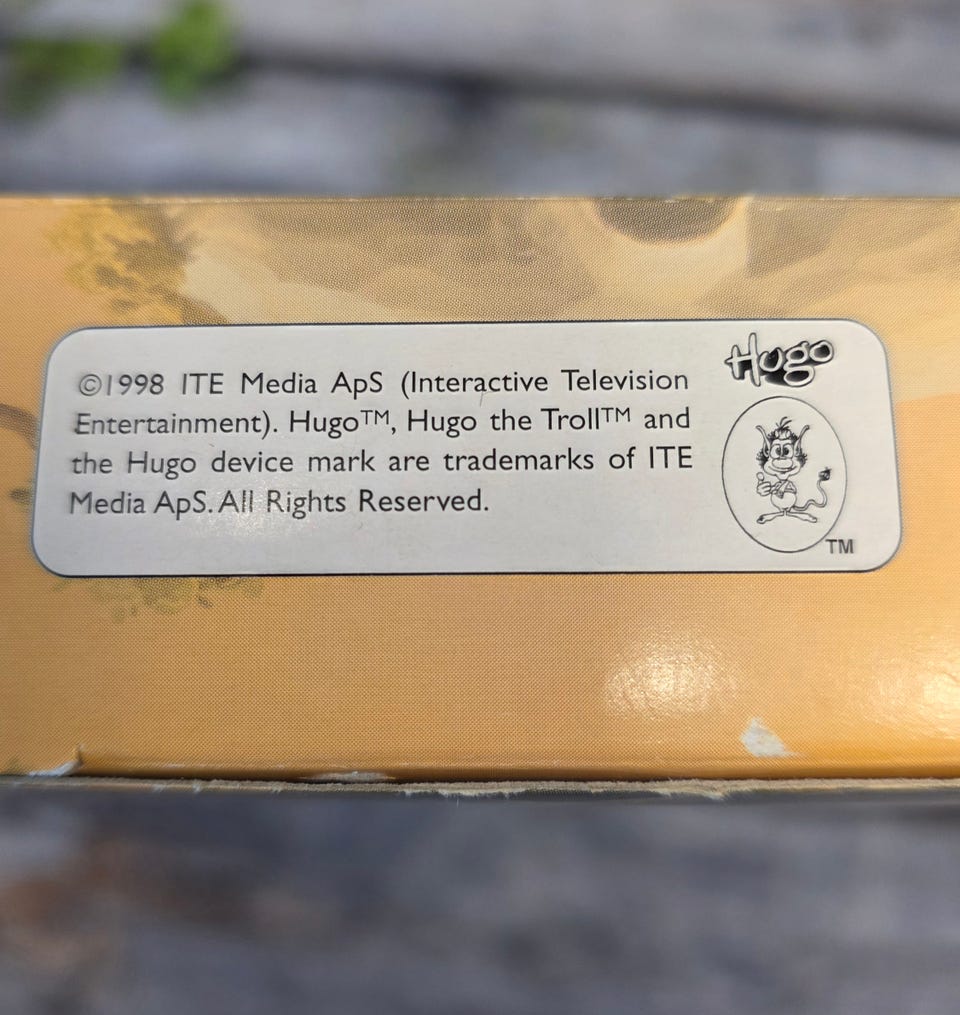 ©1998 ITE Media ApS (Interactive Television
Entertainment). Hugo™, Hugo the Troll™ and
the Hugo device mark are trademarks of ITE
Media ApS. All Rights Reserved.
Hugo
TM